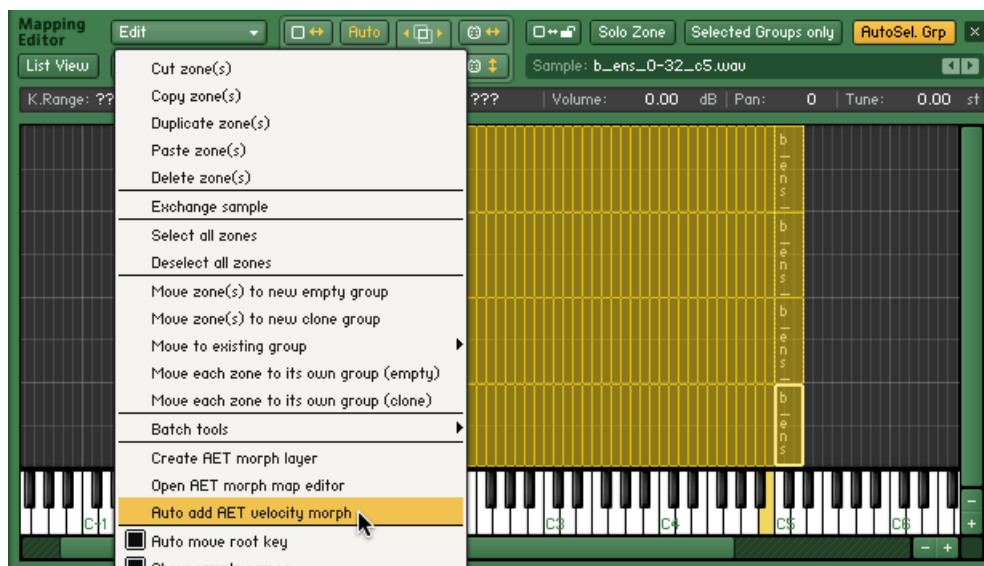 Mapping
Editor
Edit
Auto
Solo Zone
Selected Groups only
AutoSel. Grp
×
List View
Sample: b_ens_0-32_c5.wav
K.Range: ??
???
Volume: 0.00 dB
Pan: 0
Tune: 0.00 st
Cut zone(s)
Copy zone(s)
Duplicate zone(s)
Paste zone(s)
Delete zone(s)
Exchange sample
Select all zones
Deselect all zones
Move zone(s) to new empty group
Move zone(s) to new clone group
Move to existing group
Move each zone to its own group (empty)
Move each zone to its own group (clone)
Batch tools
Create AET morph layer
Open AET morph map editor
Auto add AET velocity morph
Auto move root key
b_ens_
b_ens_
b_ens_
b_ens
C-1
C3
C4
C5
C6